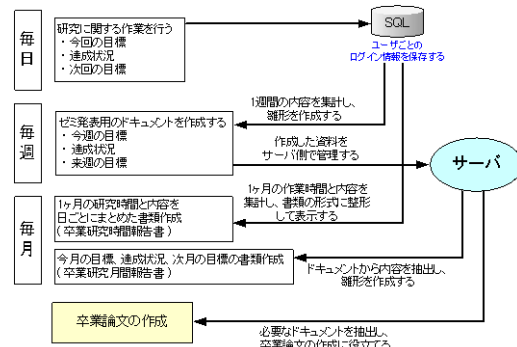 毎日
研究に関する作業を行う
・今回の目標
・達成状況
・次回の目標
SQL
ユーザごとの
ログイン情報を保存する
毎週
1週間の内容を集計し、
雛形を作成する
ゼミ発表用のドキュメントを作成する
・今週の目標
・達成状況
・来週の目標
作成した資料を
サーバ側で管理する
サーバ
毎月
1ヶ月の研究時間と内容を
日ごとにまとめた書類作成
(卒業研究時間報告書)
1ヶ月の作業時間と内容を
集計し、書類の形式に整形
して表示する
今月の目標、達成状況、次月の目標の書類作成
(卒業研究月間報告書)
ドキュメントから内容を抽出し、
雛形を作成する
卒業論文の作成
必要なドキュメントを抽出し、
卒業論文の作成に役立てる